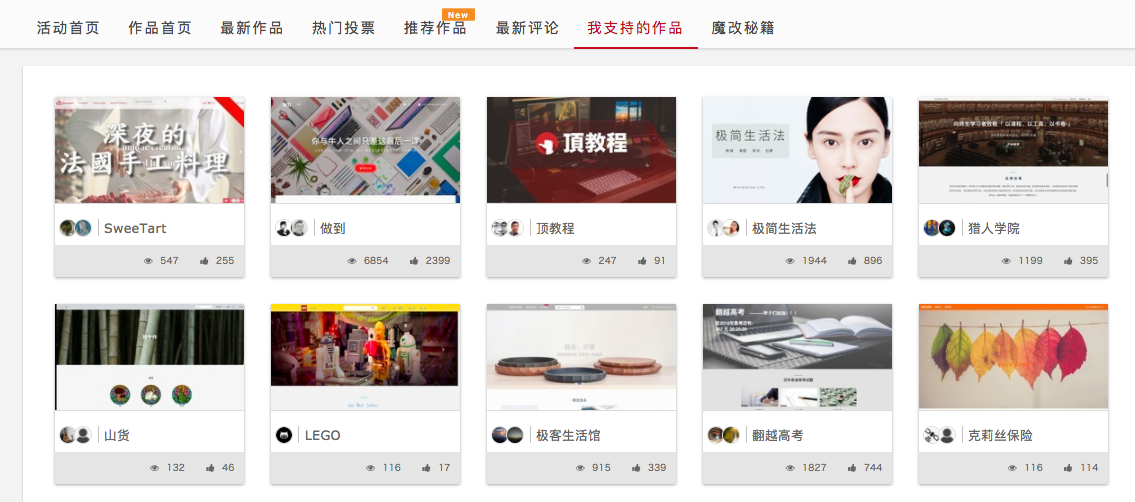 New
活动首页 作品首页 最新作品 热门投票 推荐作品 最新评论 我支持的作品 魔改秘籍
深夜的
法國手工料理
你与牛人之间只差这最后一课
頂教程
极简生活法
SweeTart
547 255
做到
6854 2399
顶教程
247 91
极简生活法
1944 896
猎人学院
1199 395
翻越高考
山货
132 46
LEGO
116 17
极客生活馆
915 339
翻越高考
1827 744
克莉丝保险
116 114